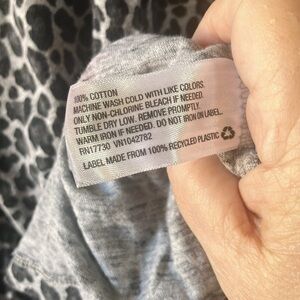 100% COTTON
MACHINE WASH COLD WITH LIKE COLORS.
ONLY NON-CHLORINE BLEACH IF NEEDED.
TUMBLE DRY LOW. REMOVE PROMPTLY.
WARM IRON IF NEEDED. DO NOT IRON ON LABEL.
RN17730 VN1042782
LABEL MADE FROM 100% RECYCLED PLASTIC